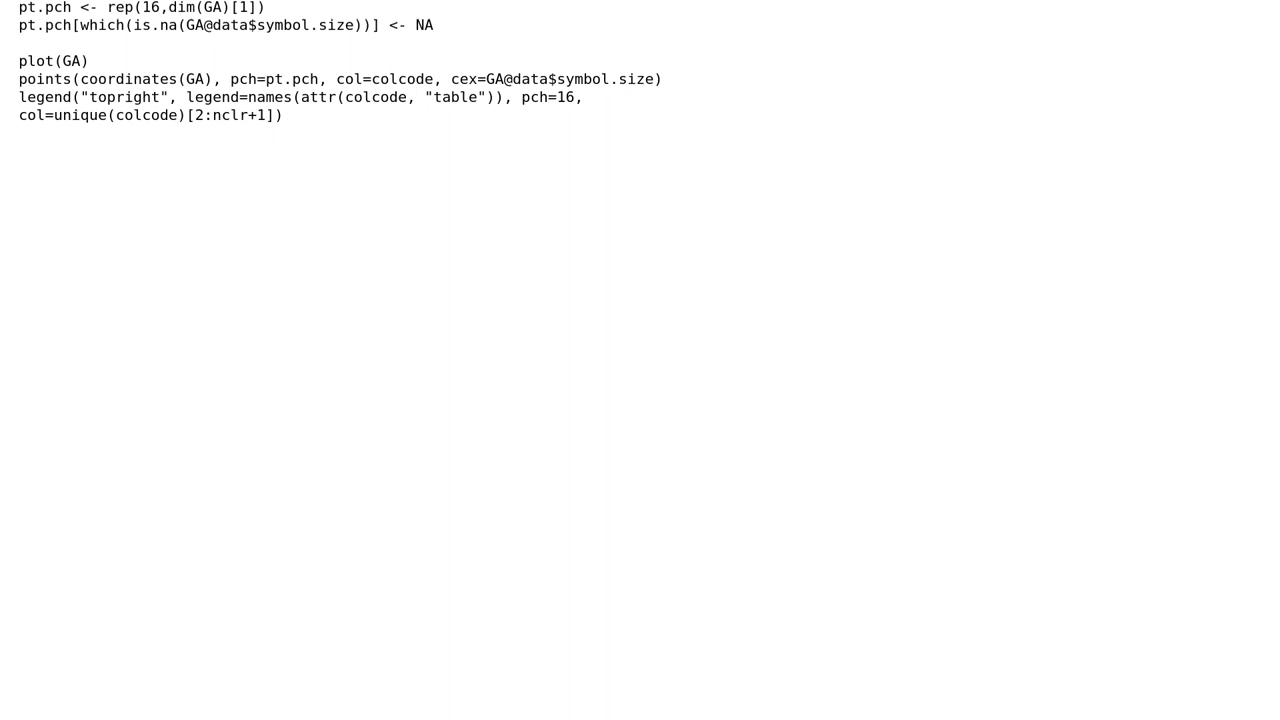 pt.pch <- rep(16,dim(GA)[1])
pt.pch[which(is.na(GA@data$symbol.size))] <- NA

plot(GA)
points(coordinates(GA), pch=pt.pch, col=colcode, cex=GA@data$symbol.size)
legend("topright", legend=names(attr(colcode, "table")), pch=16,
col=unique(colcode)[2:nclr+1])